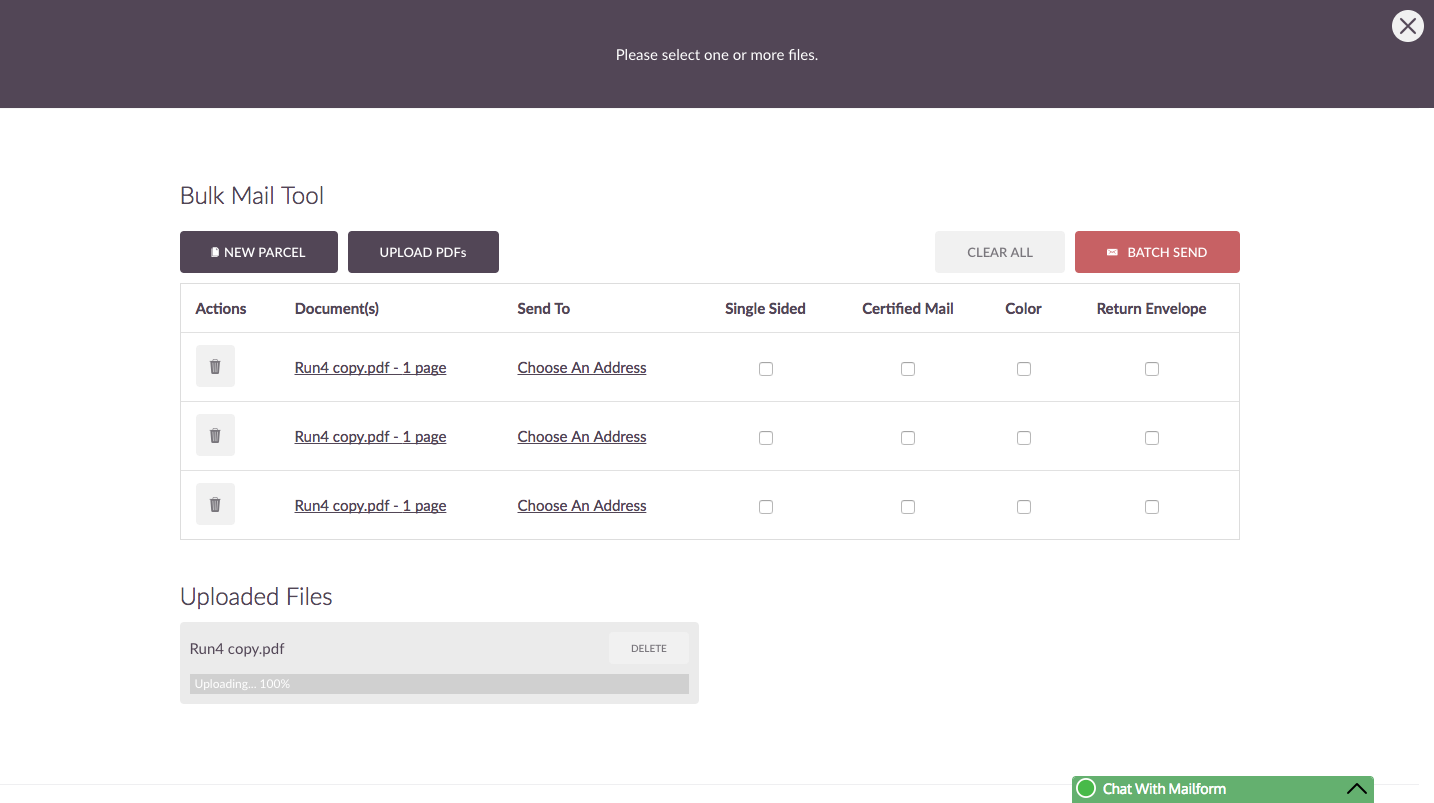 Please select one or more files.
Bulk Mail Tool
NEW PARCEL UPLOAD PDFs CLEAR ALL BATCH SEND
Actions Document(s) Send To Single Sided Certified Mail Color Return Envelope
Run4 copy.pdf - 1 page Choose An Address
Run4 copy.pdf - 1 page Choose An Address
Run4 copy.pdf - 1 page Choose An Address
Uploaded Files
Run4 copy.pdf DELETE
Uploading... 100%
Chat With Mailform